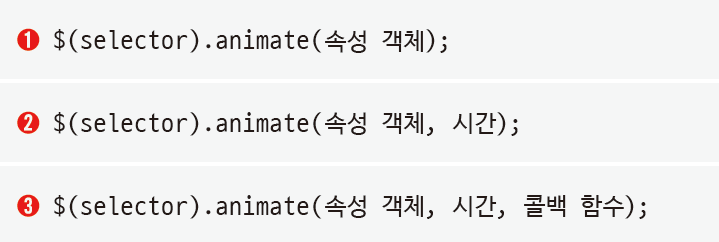 ❶ $(selector).animate(속성 객체);
❷ $(selector).animate(속성 객체, 시간);
❸ $(selector).animate(속성 객체, 시간, 콜백 함수);